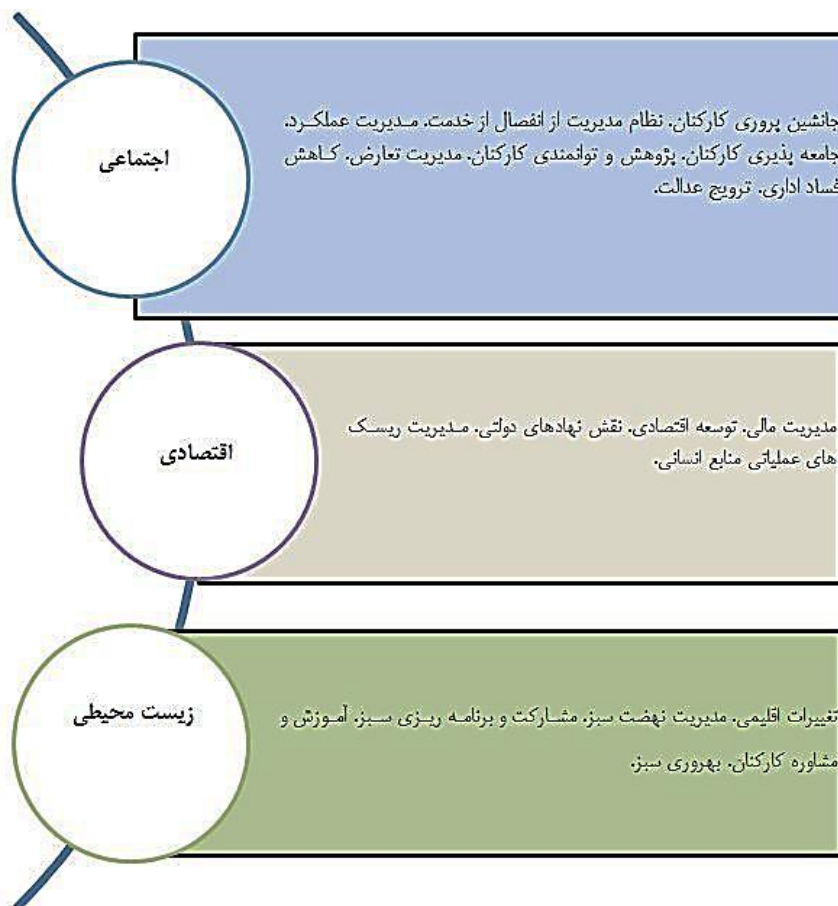 اجتماعی
جانشین پروری کارکنان. نظام مدیریت از انفصال از خدمت. مـدیریت عملکـرد.
جامعه پذیری کارکنان. پژوهش و توانمندی کارکنان. مدیریت تعارض. کـاهش
فساد اداری. ترویج عدالت.
اقتصادی
مدیریت مالی. توسعه اقتصادی. نقش نهادهای دولتی. مـدیریت ریسـک
های عملیاتی منابع انسانی.
زیست محیطی
تغییرات اقلیمی. مدیریت نهضت سبز. مشـارکت و برنامـه ریـزی سـبز. آمـوزش و
مشاوره کارکنان. بهروری سبز.